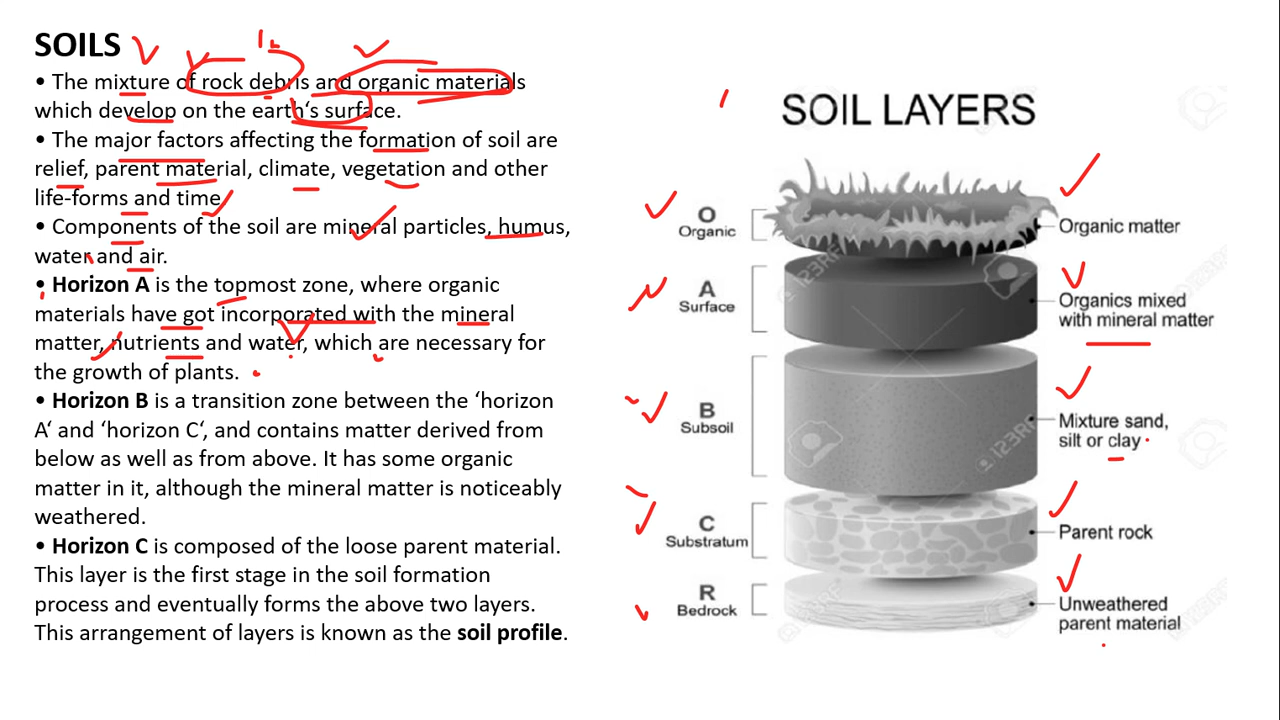 SOILS
• The mixture of rock debris and organic materials
which develop on the earth‘s surface.
• The major factors affecting the formation of soil are
relief, parent material, climate, vegetation and other
life-forms and time
• Components of the soil are mineral particles, humus,
water and air.
• Horizon A is the topmost zone, where organic
materials have got incorporated with the mineral
matter, nutrients and water, which are necessary for
the growth of plants.
• Horizon B is a transition zone between the ‘horizon
A‘ and ‘horizon C‘, and contains matter derived from
below as well as from above. It has some organic
matter in it, although the mineral matter is noticeably
weathered.
• Horizon C is composed of the loose parent material.
This layer is the first stage in the soil formation
process and eventually forms the above two layers.
This arrangement of layers is known as the soil profile.
SOIL LAYERS
O
Organic
Organic matter
A
Surface
Organics mixed
with mineral matter
B
Subsoil
Mixture sand,
silt or clay
C
Substratum
Parent rock
R
Bedrock
Unweathered
parent material
123RF
123RF